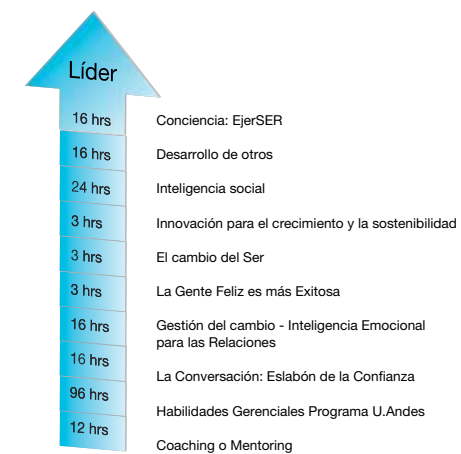 Líder
16 hrs Conciencia: EjerSER
16 hrs Desarrollo de otros
24 hrs Inteligencia social
3 hrs Innovación para el crecimiento y la sostenibilidad
3 hrs El cambio del Ser
3 hrs La Gente Feliz es más Exitosa
16 hrs Gestión del cambio - Inteligencia Emocional
para las Relaciones
16 hrs La Conversación: Eslabón de la Confianza
96 hrs Habilidades Gerenciales Programa U.Andes
12 hrs Coaching o Mentoring